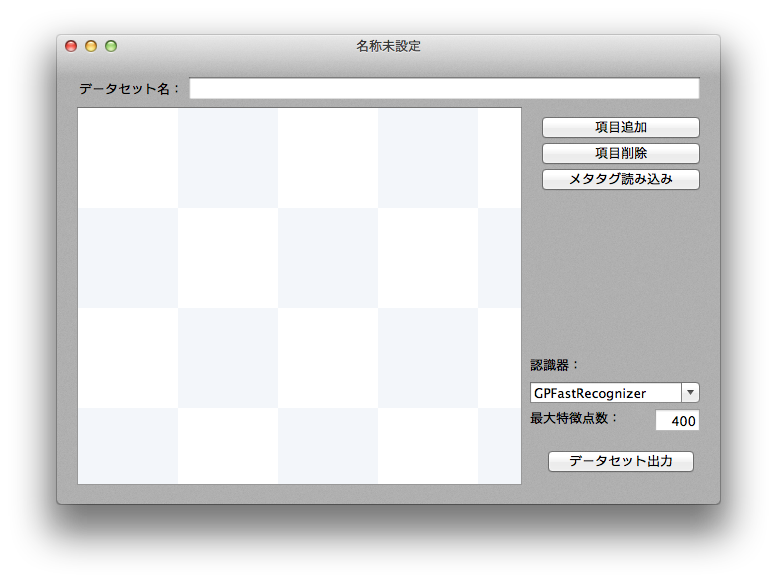 名称未設定
データセット名：
項目追加
項目削除
メタタグ読み込み
認識器：
GPFastRecognizer
最大特徴点数：
400
データセット出力